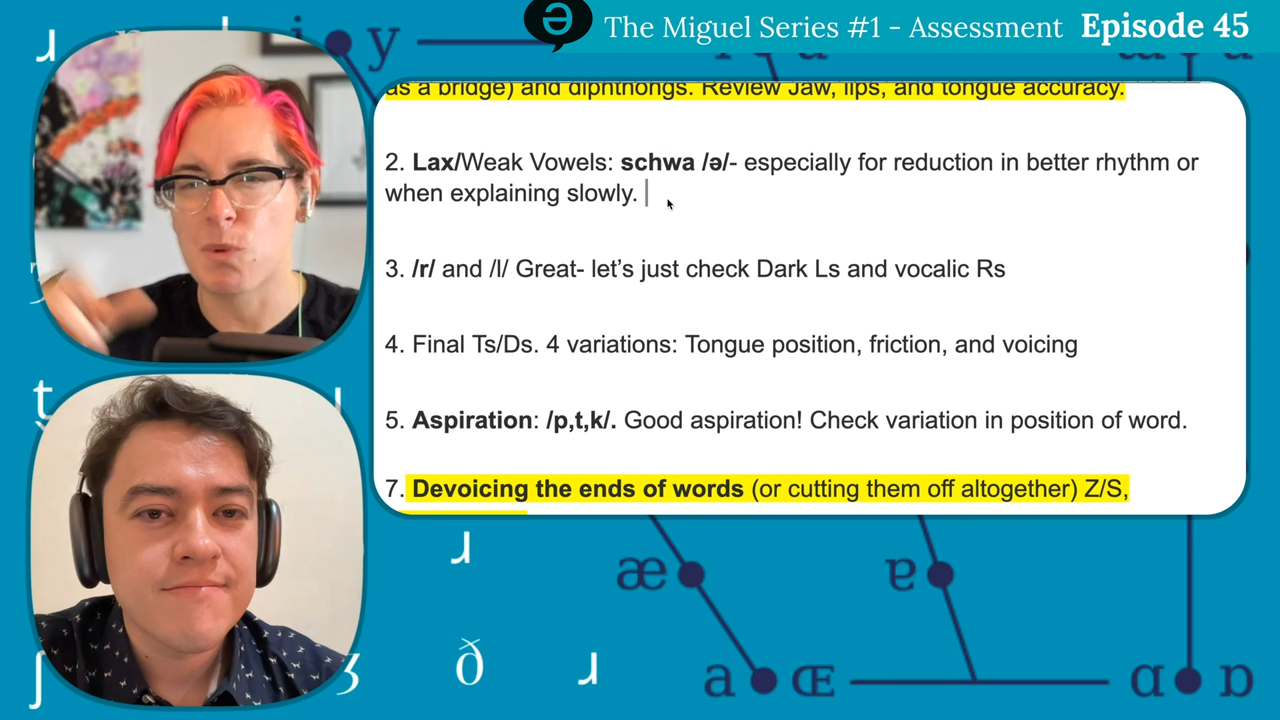 ə The Miguel Series #1 - Assessment Episode 45
as a bridge) and diphthongs. Review Jaw, lips, and tongue accuracy.
2. Lax/Weak Vowels: schwa /ə/- especially for reduction in better rhythm or
when explaining slowly.
3. /r/ and /l/ Great- let’s just check Dark Ls and vocalic Rs
4. Final Ts/Ds. 4 variations: Tongue position, friction, and voicing
5. Aspiration: /p,t,k/. Good aspiration! Check variation in position of word.
7. Devoicing the ends of words (or cutting them off altogether) Z/S,
ɹ
i y
ɹ
æ ɐ
ð ɹ
ʃ ʒ
a Œ ɑ ɒ